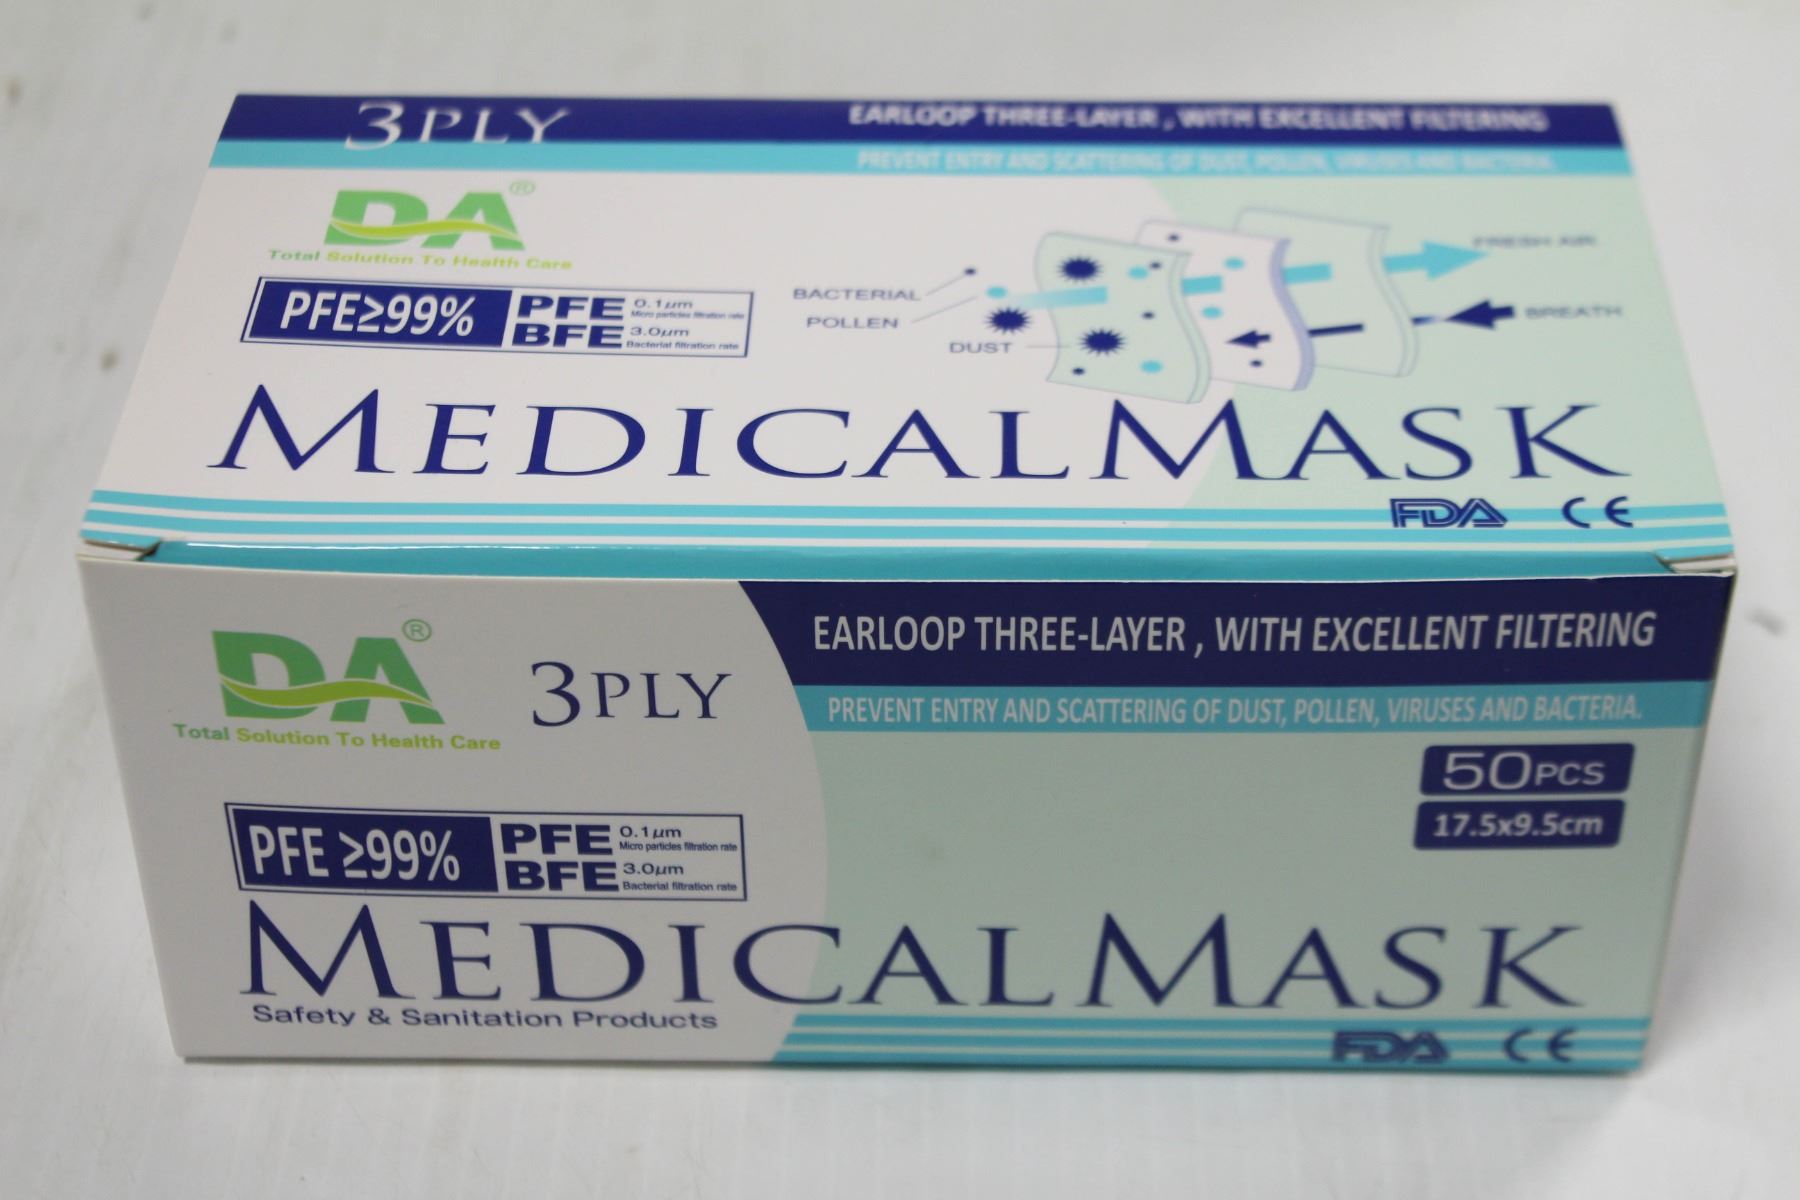 3PLY
EARLOOP THREE-LAYER , WITH EXCELLENT FILTERING
PREVENT ENTRY AND SCATTERING OF DUST, POLLEN, VIRUSES AND BACTERIA.
DA®
Total Solution To Health Care
PFE≥99%
PFE 0.1μm
Micro particles filtration rate
BFE 3.0μm
Bacterial filtration rate
BACTERIAL
POLLEN
DUST
FRESH AIR
BREATH
MEDICAL MASK
FDA CE
DA®
Total Solution To Health Care
3PLY
EARLOOP THREE-LAYER , WITH EXCELLENT FILTERING
PREVENT ENTRY AND SCATTERING OF DUST, POLLEN, VIRUSES AND BACTERIA.
50PCS
17.5x9.5cm
PFE ≥99%
PFE 0.1μm
Micro particles filtration rate
BFE 3.0μm
Bacterial filtration rate
MEDICAL MASK
Safety & Sanitation Products
FDA CE